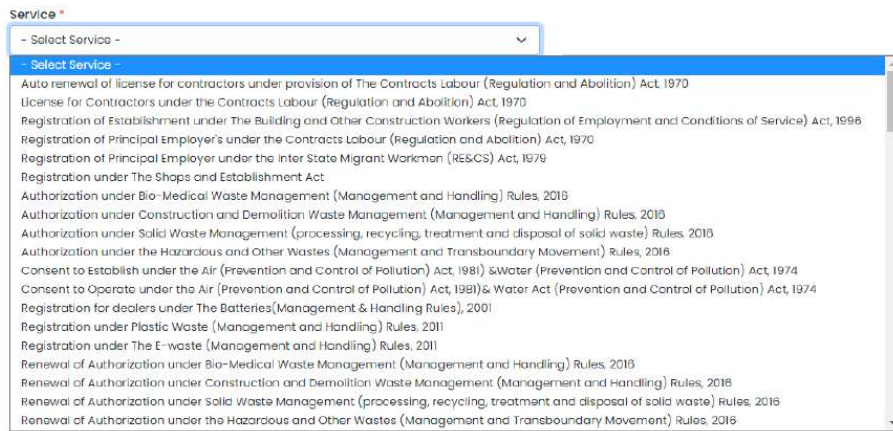 Service *
- Select Service -
- Select Service -
Auto renewal of license for contractors under provision of The Contracts Labour (Regulation and Abolition) Act, 1970
License for Contractors under the Contracts Labour (Regulation and Abolition) Act, 1970
Registration of Establishment under The Building and Other Construction Workers (Regulation of Employment and Conditions of Service) Act, 1996
Registration of Principal Employer's under the Contracts Labour (Regulation and Abolition) Act, 1970
Registration of Principal Employer under the Inter State Migrant Workmen (RE&CS) Act, 1979
Registration under The Shops and Establishment Act
Authorization under Bio-Medical Waste Management (Management and Handling) Rules, 2016
Authorization under Construction and Demolition Waste Management (Management and Handling) Rules, 2016
Authorization under Solid Waste Management (processing, recycling, treatment and disposal of solid waste) Rules, 2016
Authorization under the Hazardous and Other Wastes (Management and Transboundary Movement) Rules, 2016
Consent to Establish under the Air (Prevention and Control of Pollution) Act, 1981) &Water (Prevention and Control of Pollution) Act, 1974
Consent to Operate under the Air (Prevention and Control of Pollution) Act, 1981)& Water Act (Prevention and Control of Pollution) Act, 1974
Registration for dealers under The Batteries(Management & Handling Rules), 2001
Registration under Plastic Waste (Management and Handling) Rules, 2011
Registration under The E-waste (Management and Handling) Rules, 2011
Renewal of Authorization under Bio-Medical Waste Management (Management and Handling) Rules, 2016
Renewal of Authorization under Construction and Demolition Waste Management (Management and Handling) Rules, 2016
Renewal of Authorization under Solid Waste Management (processing, recycling, treatment and disposal of solid waste) Rules, 2016
Renewal of Authorization under the Hazardous and Other Wastes (Management and Transboundary Movement) Rules, 2016